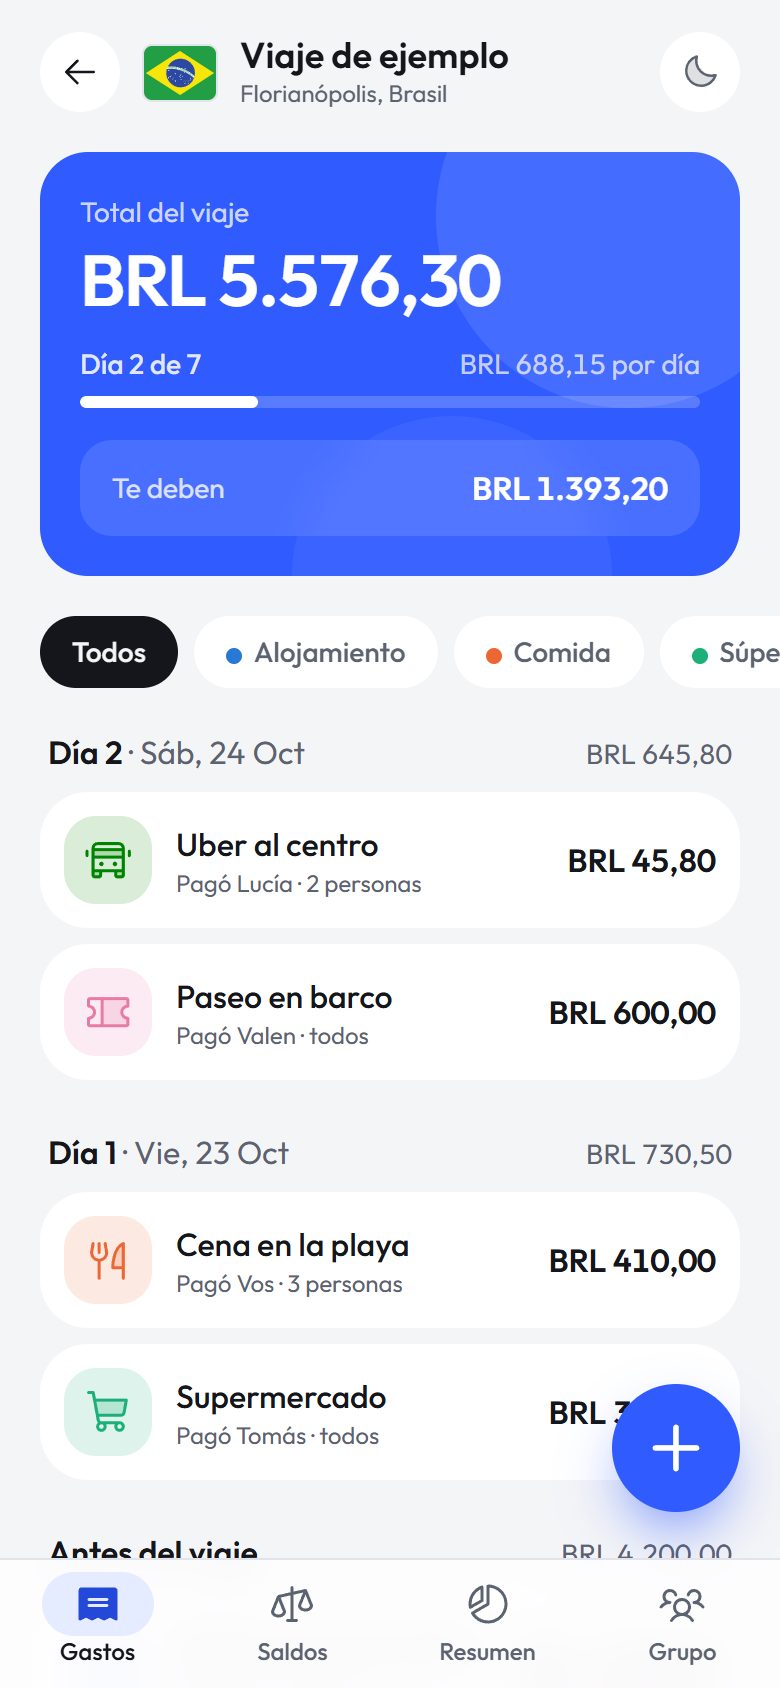 Viaje de ejemplo
Florianópolis, Brasil
Total del viaje
BRL 5.576,30
Día 2 de 7
BRL 688,15 por día
Te deben
BRL 1.393,20
Todos
Alojamiento
Comida
Súpe
Día 2 · Sáb, 24 Oct
BRL 645,80
Uber al centro
BRL 45,80
Pagó Lucía · 2 personas
Paseo en barco
BRL 600,00
Pagó Valen · todos
Día 1 · Vie, 23 Oct
BRL 730,50
Cena en la playa
BRL 410,00
Pagó Vos · 3 personas
Supermercado
BRL
Pagó Tomás · todos
Antes del viaje
BRL 4.200,00
Gastos
Saldos
Resumen
Grupo